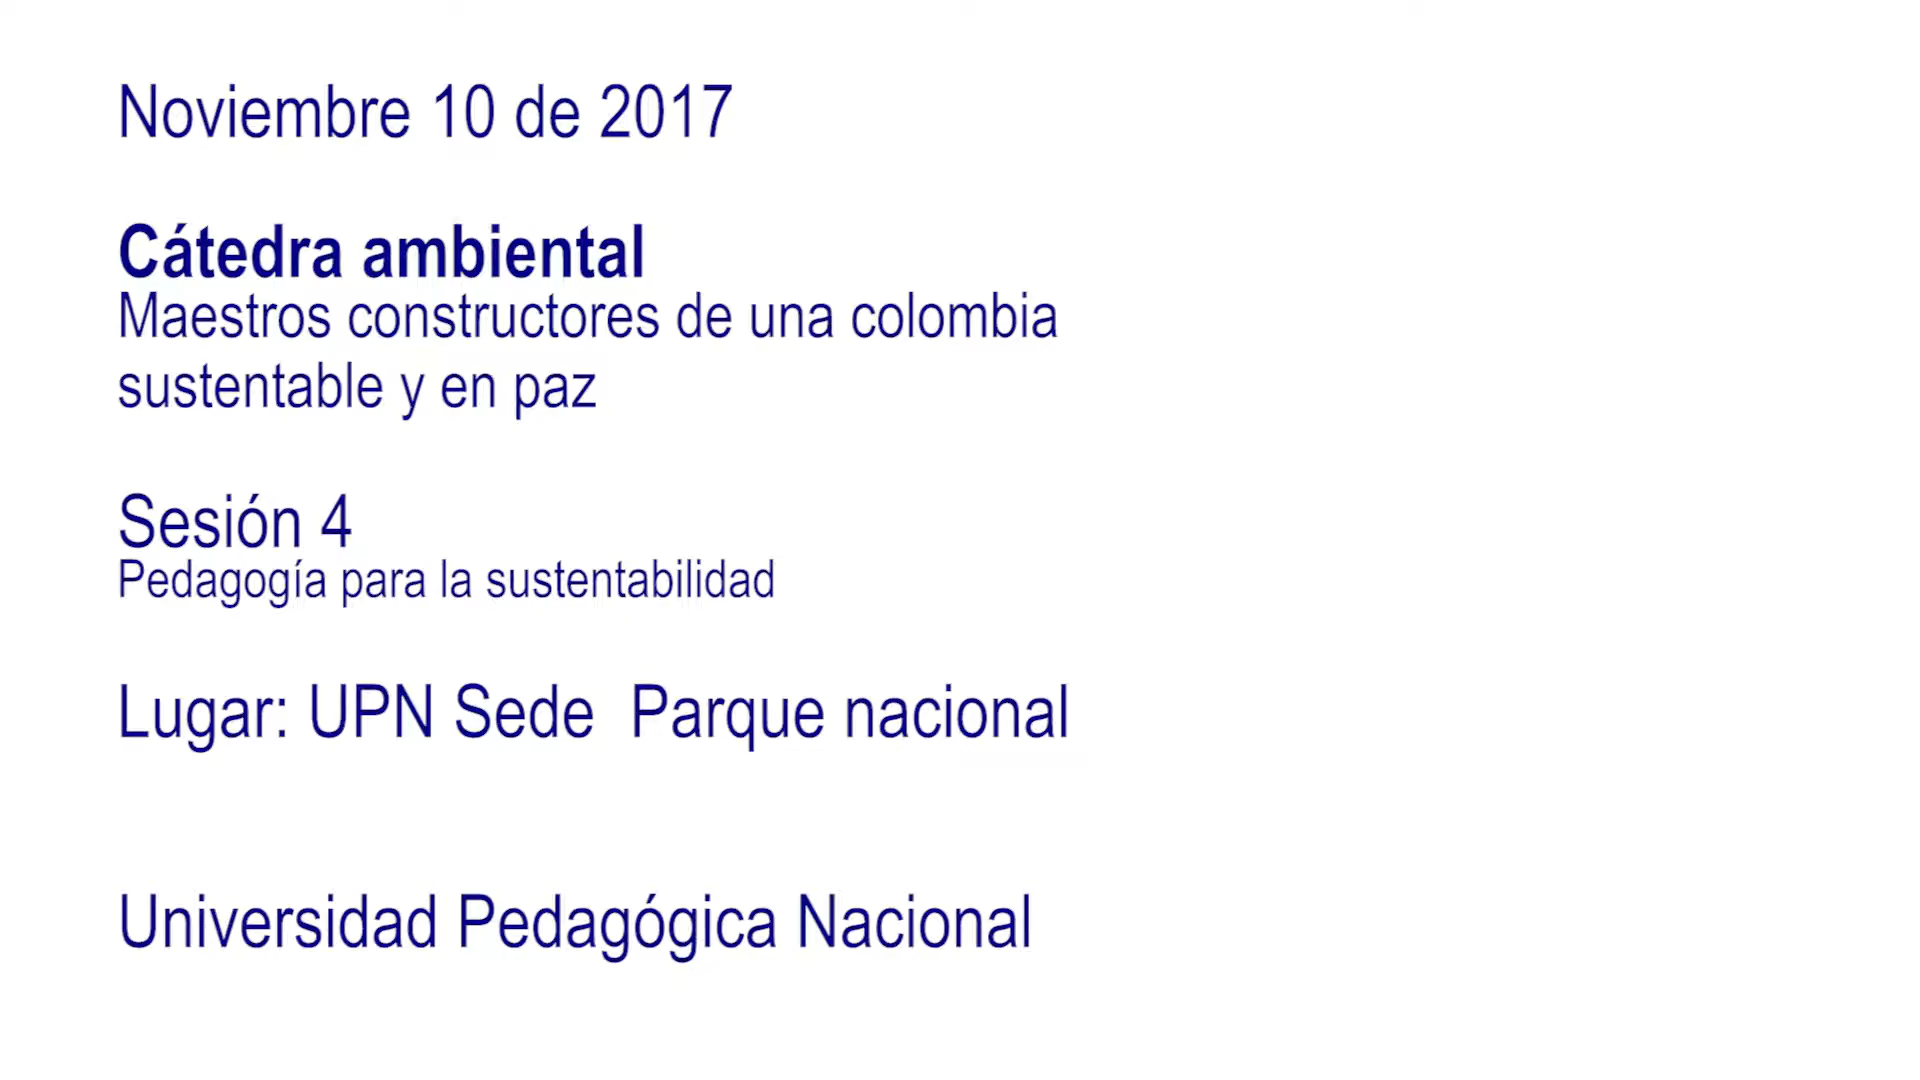 Noviembre 10 de 2017
Cátedra ambiental
Maestros constructores de una colombia
sustentable y en paz
Sesión 4
Pedagogía para la sustentabilidad
Lugar: UPN Sede  Parque nacional
Universidad Pedagógica Nacional